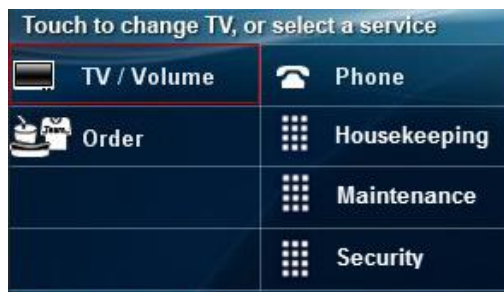 Touch to change TV, or select a service
TV / Volume
Phone
Order
Housekeeping
Maintenance
Security